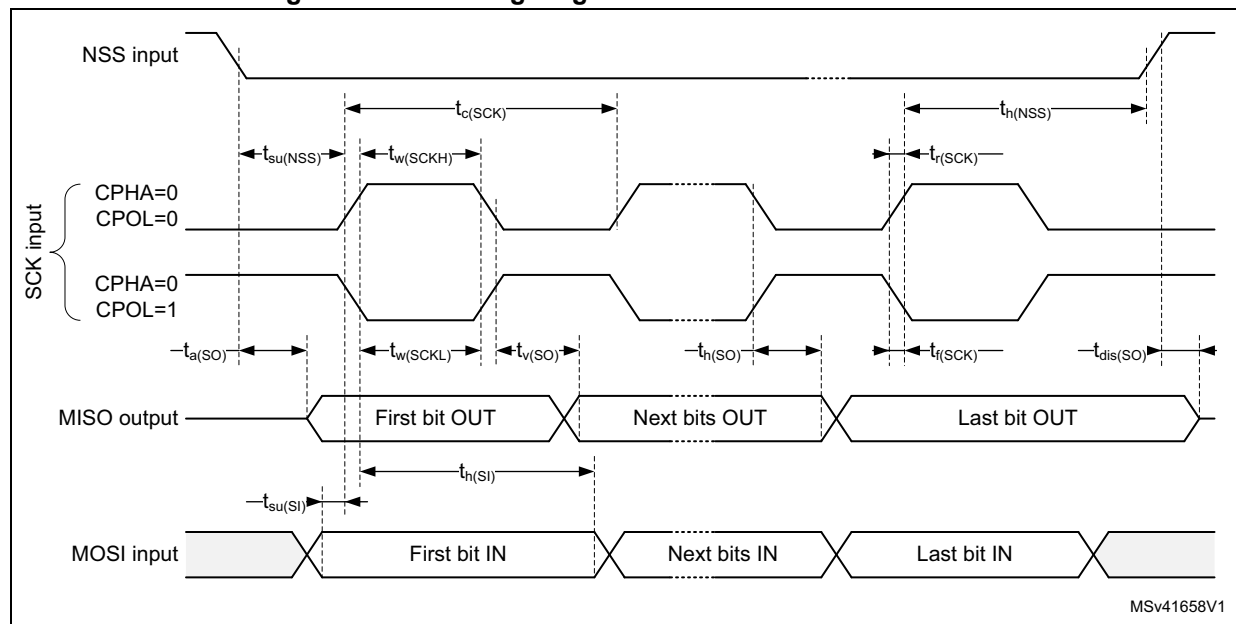 NSS input
tc(SCK)
th(NSS)
tsu(NSS)
tw(SCKH)
tr(SCK)
SCK input
CPHA=0
CPOL=0
CPHA=0
CPOL=1
ta(SO)
tw(SCKL)
tv(SO)
th(SO)
tf(SCK)
tdis(SO)
MISO output
First bit OUT
Next bits OUT
Last bit OUT
th(SI)
tsu(SI)
MOSI input
First bit IN
Next bits IN
Last bit IN
MSv41658V1